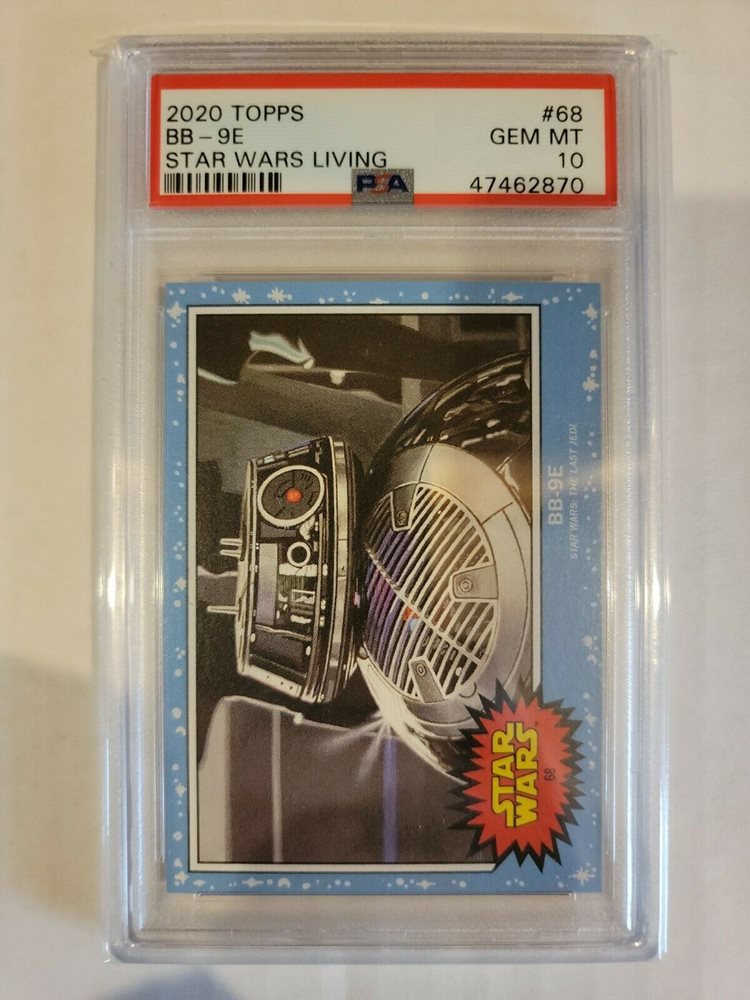 2020 TOPPS #68
BB-9E GEM MT
STAR WARS LIVING 10
PSA 47462870
BB-9E
STAR WARS: THE LAST JEDI
STAR
WARS™
68